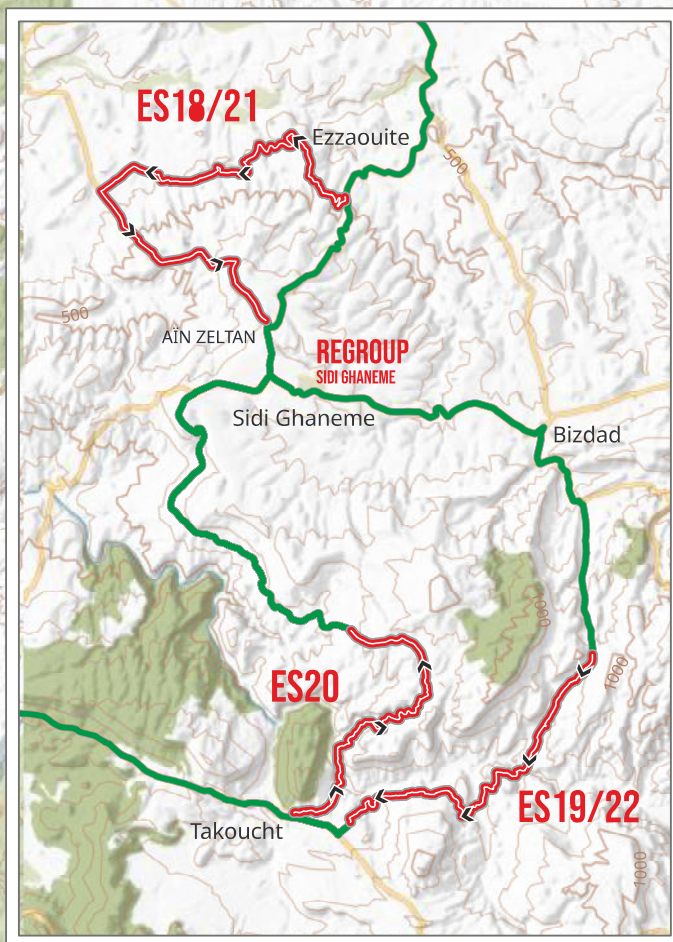 ES18/21
Ezzaouite
500
500
AÏN ZELTAN
REGROUP
SIDI GHANEME
Sidi Ghaneme
Bizdad
1000
1000
ES20
ES19/22
Takoucht
1000